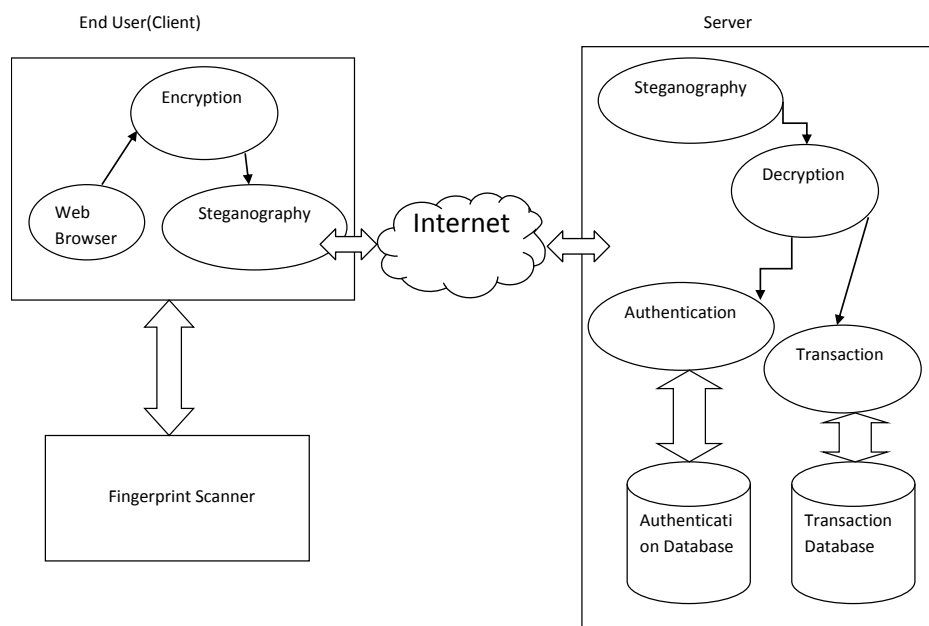 End User(Client)
Server
Encryption
Web
Browser
Steganography
Internet
Steganography
Decryption
Authentication
Transaction
Fingerprint Scanner
Authenticati
on Database
Transaction
Database